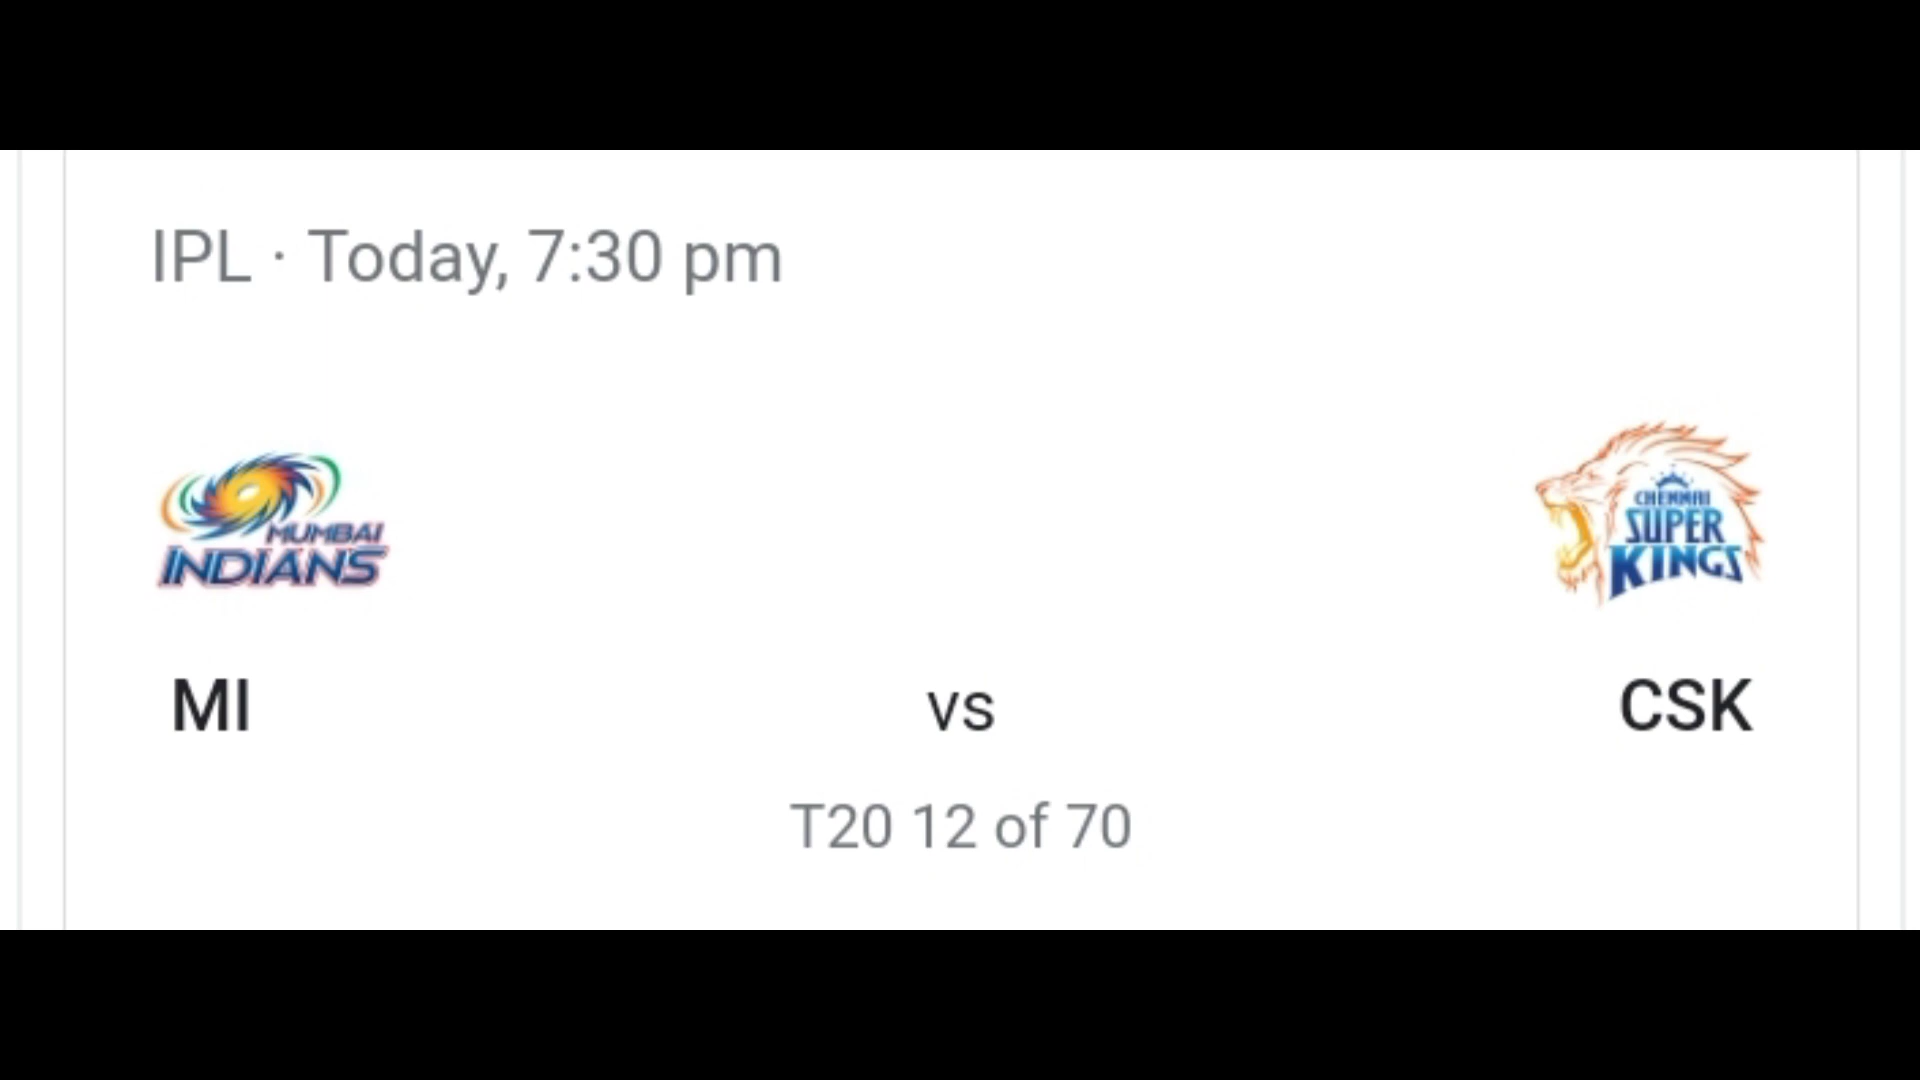 IPL · Today, 7:30 pm
MUMBAI
INDIANS
CHENNAI
SUPER
KINGS
MI vs CSK
T20 12 of 70